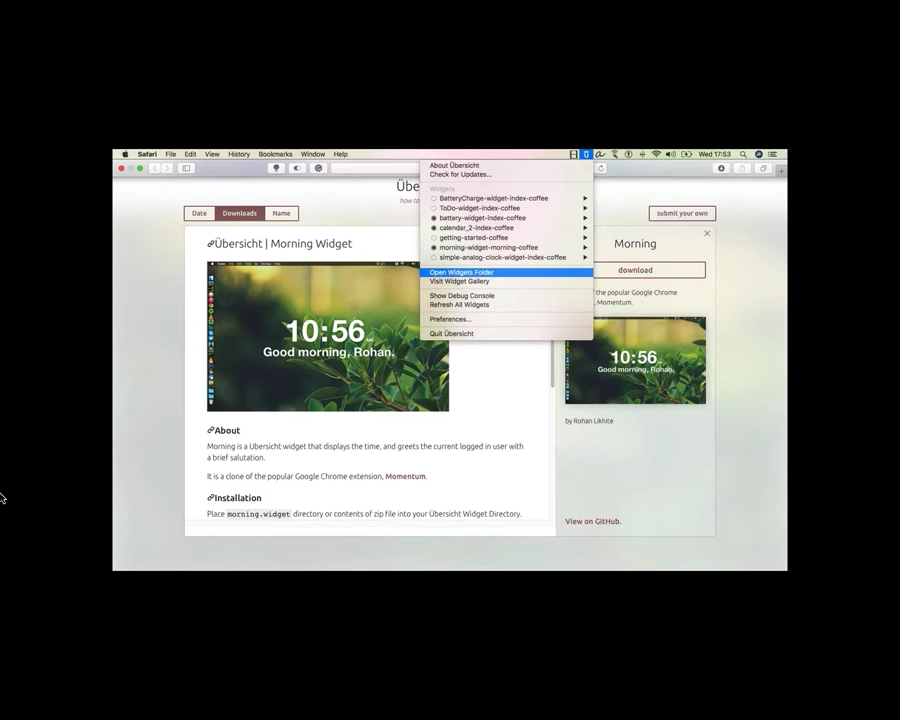 Safari File Edit View History Bookmarks Window Help Wed 17:53
About Übersicht
Check for Updates...
Widgets
BatteryCharge-widget-index-coffee
ToDo-widget-index-coffee
battery-widget-index-coffee
calendar_2-index-coffee
getting-started-coffee
morning-widget-morning-coffee
simple-analog-clock-widget-index-coffee
Open Widgets Folder
Visit Widget Gallery
Show Debug Console
Refresh All Widgets
Preferences...
Quit Übersicht
Übe
how to
Date Downloads Name
submit your own
Übersicht | Morning Widget
10:56
Good morning, Rohan.
About
Morning is a Übersicht widget that displays the time, and greets the current logged in user with
a brief salutation.
It is a clone of the popular Google Chrome extension, Momentum.
Installation
Place morning.widget directory or contents of zip file into your Übersicht Widget Directory.
Morning
download
of the popular Google Chrome
Momentum.
10:56
Good morning, Rohan.
by Rohan Likhite
View on GitHub.